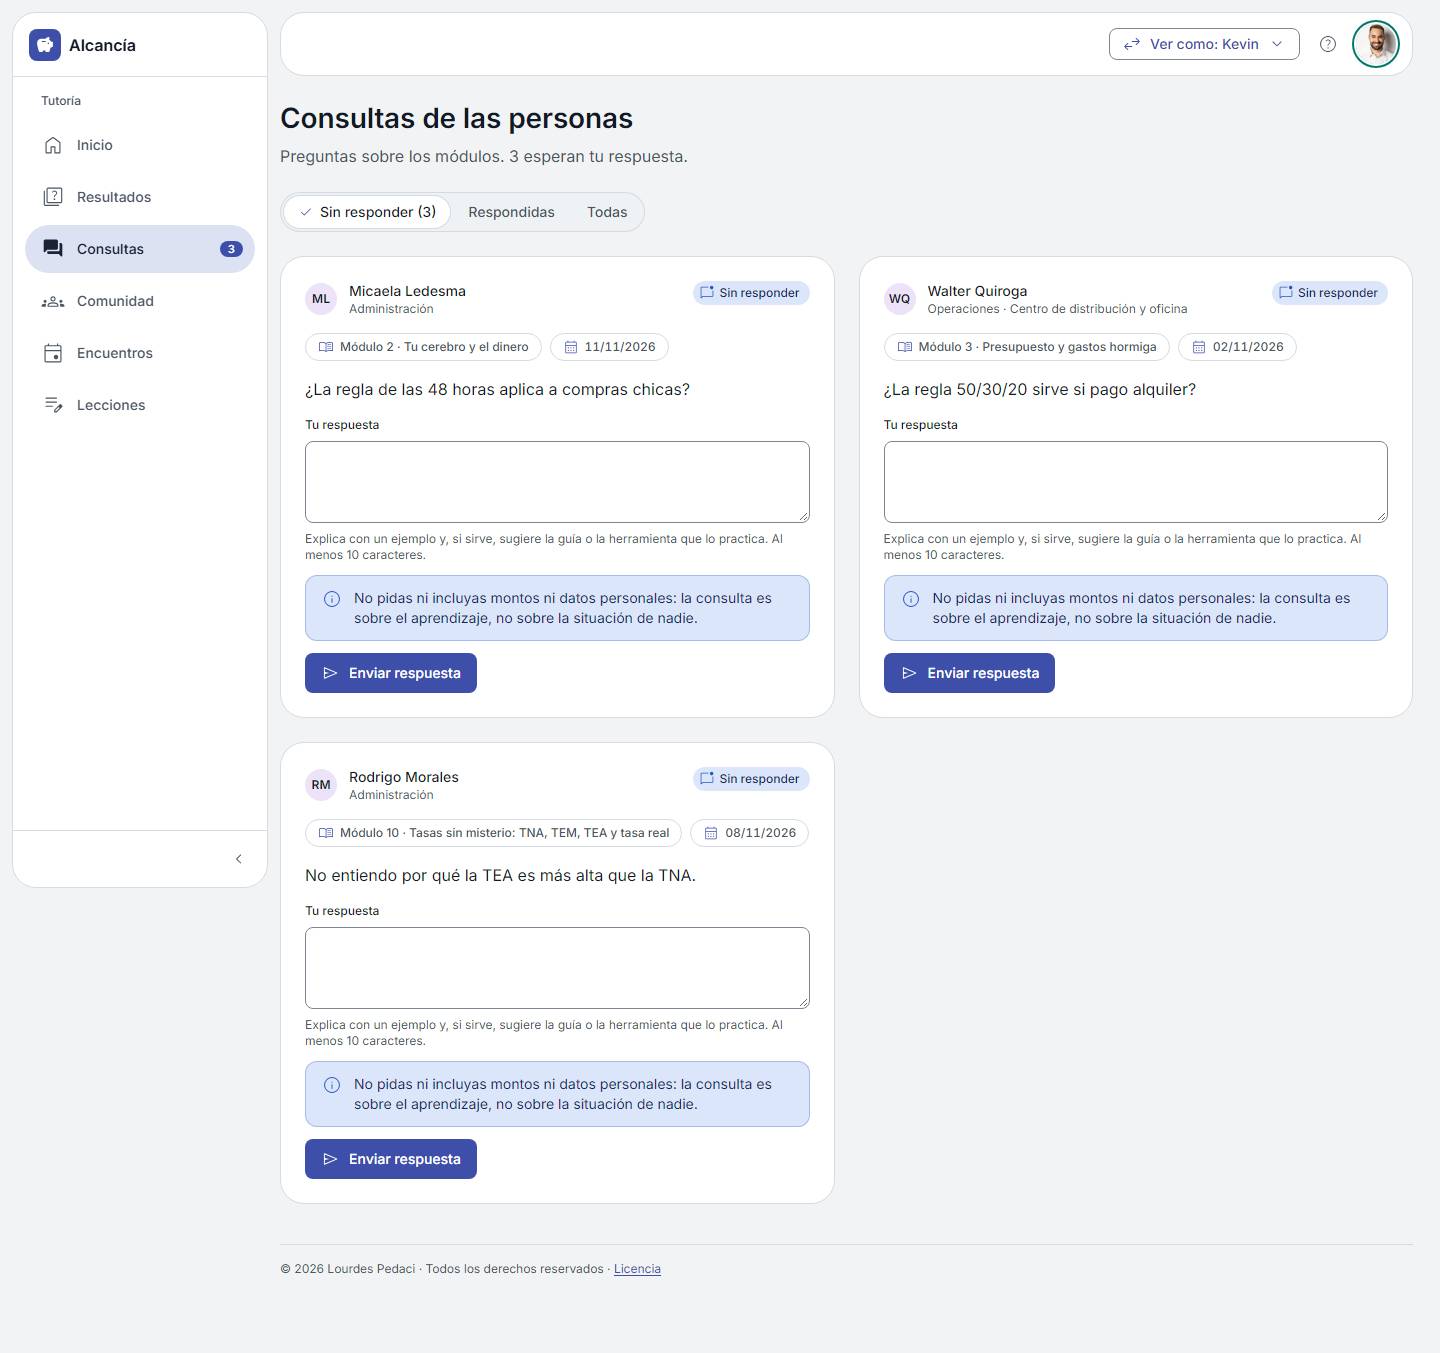 Alcancía
Ver como: Kevin
Tutoría
Inicio
Resultados
Consultas
3
Comunidad
Encuentros
Lecciones
Consultas de las personas
Preguntas sobre los módulos. 3 esperan tu respuesta.
Sin responder (3)
Respondidas
Todas
ML
Micaela Ledesma
Administración
Sin responder
Módulo 2 · Tu cerebro y el dinero
11/11/2026
¿La regla de las 48 horas aplica a compras chicas?
Tu respuesta
Explica con un ejemplo y, si sirve, sugiere la guía o la herramienta que lo practica. Al
menos 10 caracteres.
No pidas ni incluyas montos ni datos personales: la consulta es
sobre el aprendizaje, no sobre la situación de nadie.
Enviar respuesta
WQ
Walter Quiroga
Operaciones · Centro de distribución y oficina
Sin responder
Módulo 3 · Presupuesto y gastos hormiga
02/11/2026
¿La regla 50/30/20 sirve si pago alquiler?
Tu respuesta
Explica con un ejemplo y, si sirve, sugiere la guía o la herramienta que lo practica. Al
menos 10 caracteres.
No pidas ni incluyas montos ni datos personales: la consulta es
sobre el aprendizaje, no sobre la situación de nadie.
Enviar respuesta
RM
Rodrigo Morales
Administración
Sin responder
Módulo 10 · Tasas sin misterio: TNA, TEM, TEA y tasa real
08/11/2026
No entiendo por qué la TEA es más alta que la TNA.
Tu respuesta
Explica con un ejemplo y, si sirve, sugiere la guía o la herramienta que lo practica. Al
menos 10 caracteres.
No pidas ni incluyas montos ni datos personales: la consulta es
sobre el aprendizaje, no sobre la situación de nadie.
Enviar respuesta
© 2026 Lourdes Pedaci · Todos los derechos reservados · Licencia